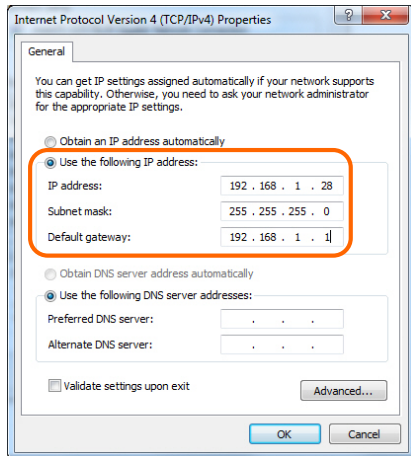 Internet Protocol Version 4 (TCP/IPv4) Properties
General
You can get IP settings assigned automatically if your network supports
this capability. Otherwise, you need to ask your network administrator
for the appropriate IP settings.
Obtain an IP address automatically
Use the following IP address:
IP address: 192 . 168 . 1 . 28
Subnet mask: 255 . 255 . 255 . 0
Default gateway: 192 . 168 . 1 . 1
Obtain DNS server address automatically
Use the following DNS server addresses:
Preferred DNS server: . . .
Alternate DNS server: . . .
Validate settings upon exit
Advanced...
OK Cancel